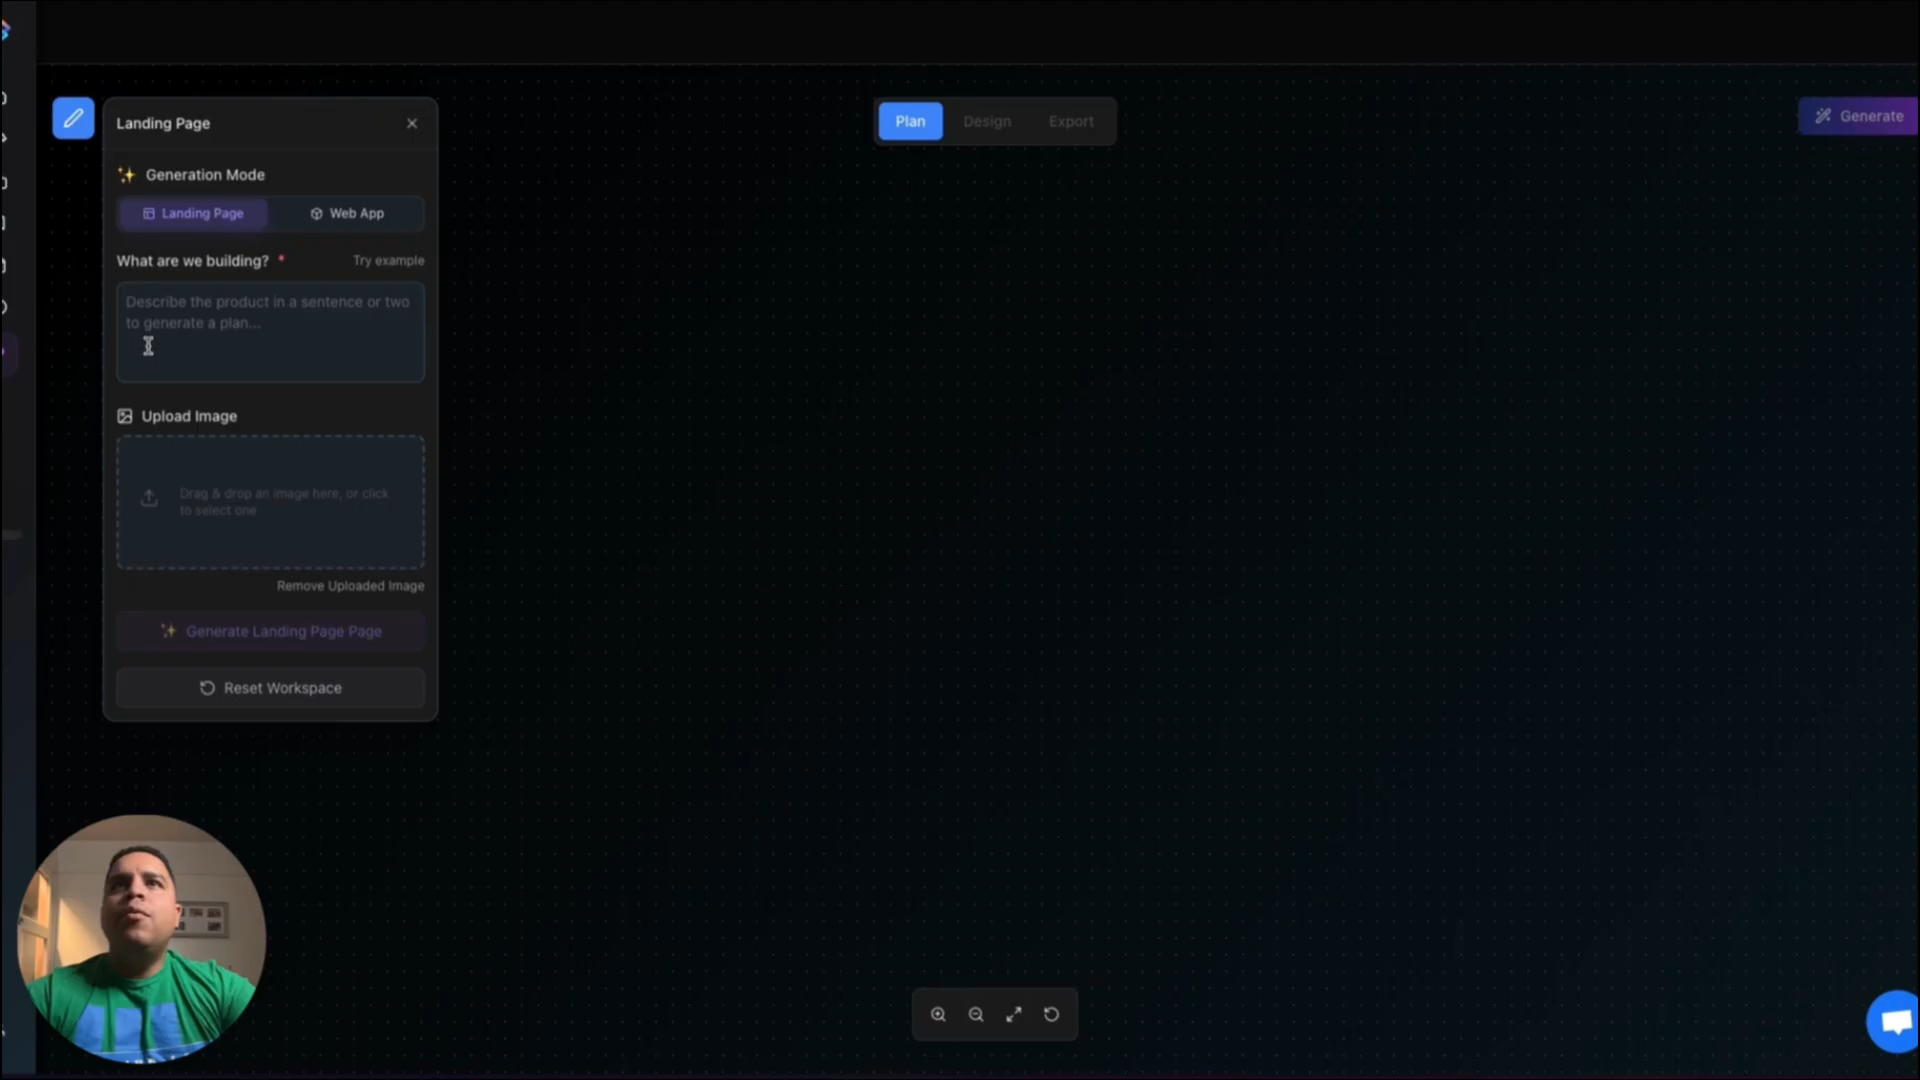 Landing Page
Plan
Design
Export
Generate
Generation Mode
Landing Page
Web App
What are we building? *
Try example
Describe the product in a sentence or two
to generate a plan...
Upload Image
Drag & drop an image here, or click
to select one
Remove Uploaded Image
Generate Landing Page Page
Reset Workspace